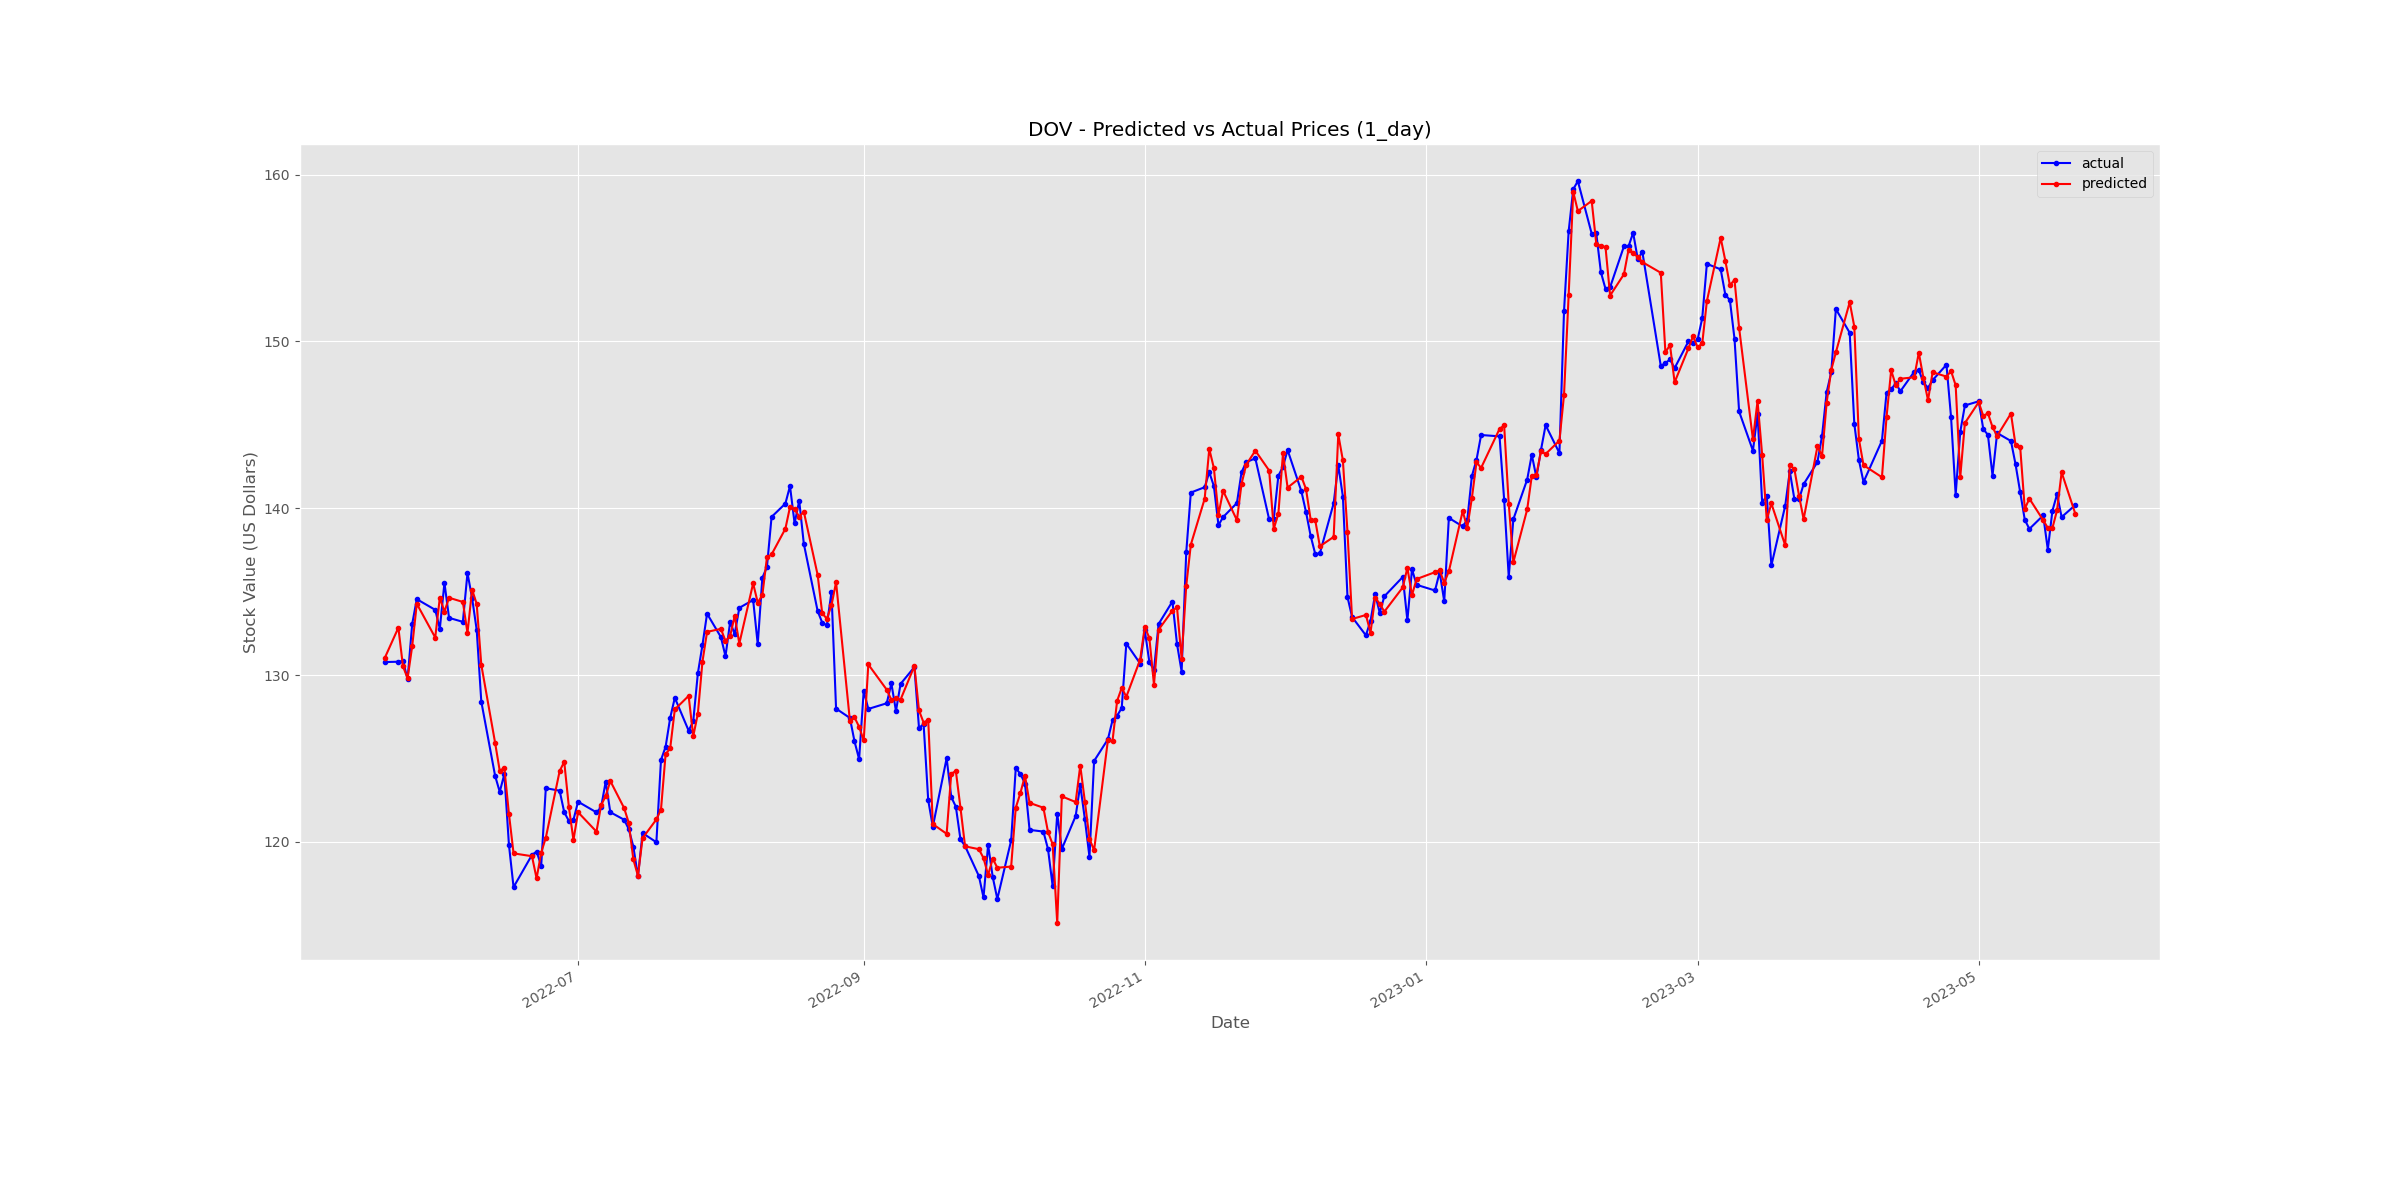 DOV - Predicted vs Actual Prices (1_day)
actual
predicted
Stock Value (US Dollars)
160
150
140
130
120
2022-07
2022-09
2022-11
2023-01
2023-03
2023-05
Date